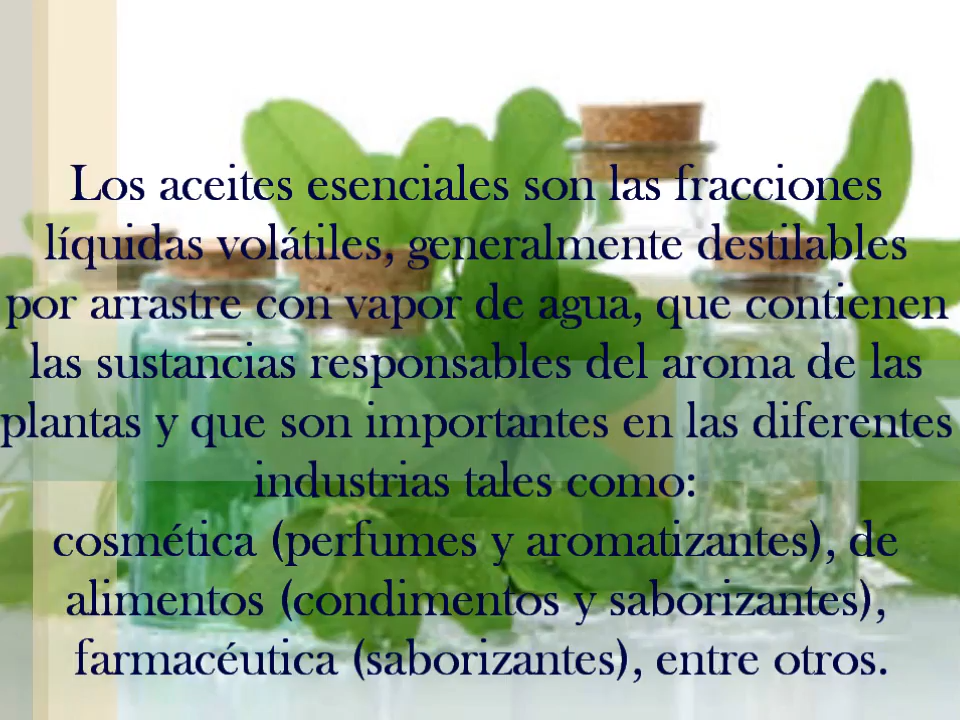 Los aceites esenciales son las fracciones
líquidas volátiles, generalmente destilables
por arrastre con vapor de agua, que contienen
las sustancias responsables del aroma de las
plantas y que son importantes en las diferentes
industrias tales como:
cosmética (perfumes y aromatizantes), de
alimentos (condimentos y saborizantes),
farmacéutica (saborizantes), entre otros.